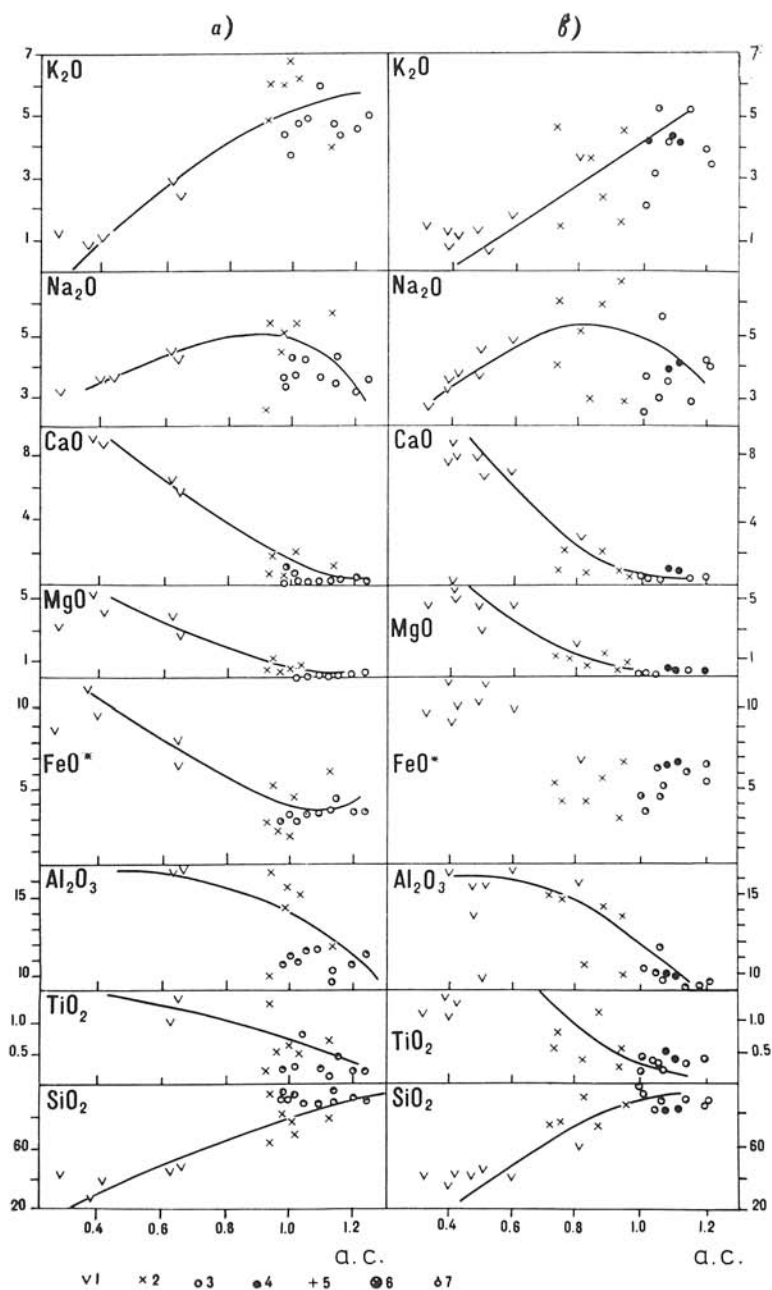 a) b)
K₂O K₂O
7 5 3 1 7 5 3 1
Na₂O Na₂O
5 3 5 3
CaO CaO
8 4 8 4
MgO MgO
5 1 5 1
FeO* FeO*
10 5 10 5
Al₂O₃ Al₂O₃
15 10 15 10
TiO₂ TiO₂
1.0 0.5 1.0 0.5
SiO₂ SiO₂
60 20 60 20
0.4 0.6 0.8 1.0 1.2 0.4 0.6 0.8 1.0 1.2
a.c. a.c.
1 2 3 4 5 6 7